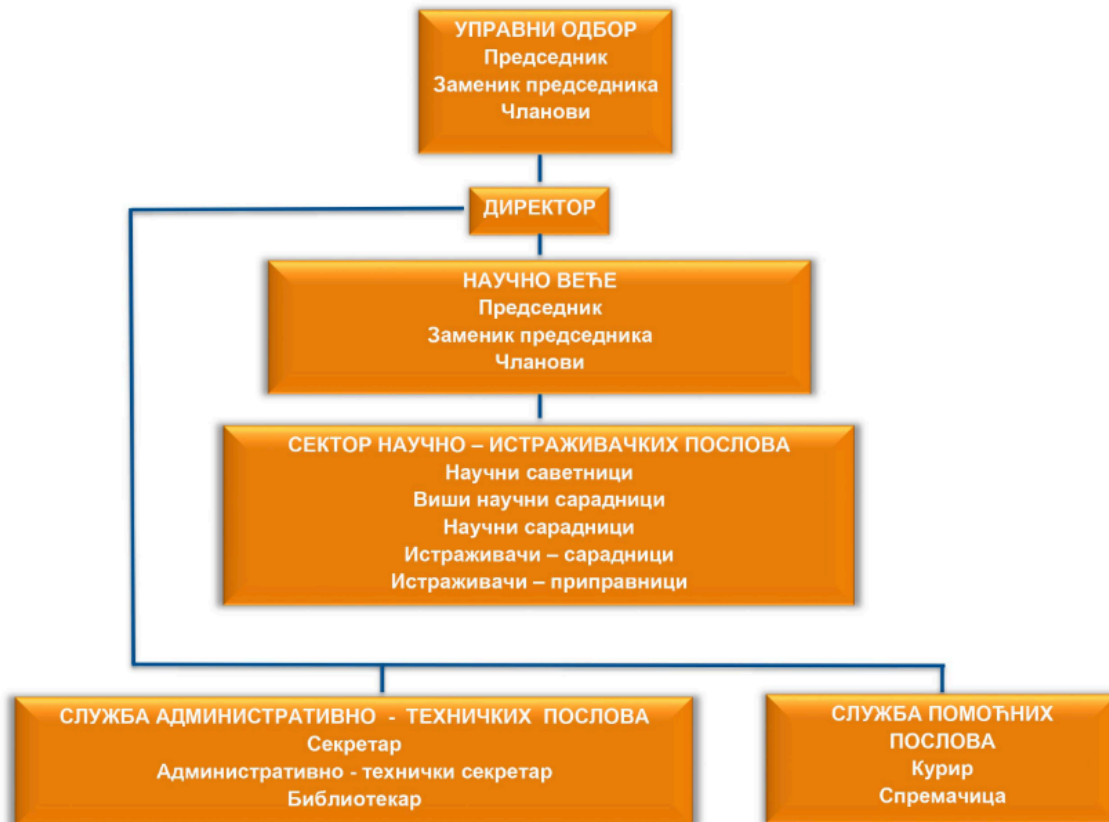 УПРАВНИ ОДБОР
Председник
Заменик председника
Чланови
ДИРЕКТОР
НАУЧНО ВЕЋЕ
Председник
Заменик председника
Чланови
СЕКТОР НАУЧНО – ИСТРАЖИВАЧКИХ ПОСЛОВА
Научни саветници
Виши научни сарадници
Научни сарадници
Истраживачи – сарадници
Истраживачи – приправници
СЛУЖБА АДМИНИСТРАТИВНО - ТЕХНИЧКИХ ПОСЛОВА
Секретар
Административно - технички секретар
Библиотекар
СЛУЖБА ПОМОЋНИХ
ПОСЛОВА
Курир
Спремачица